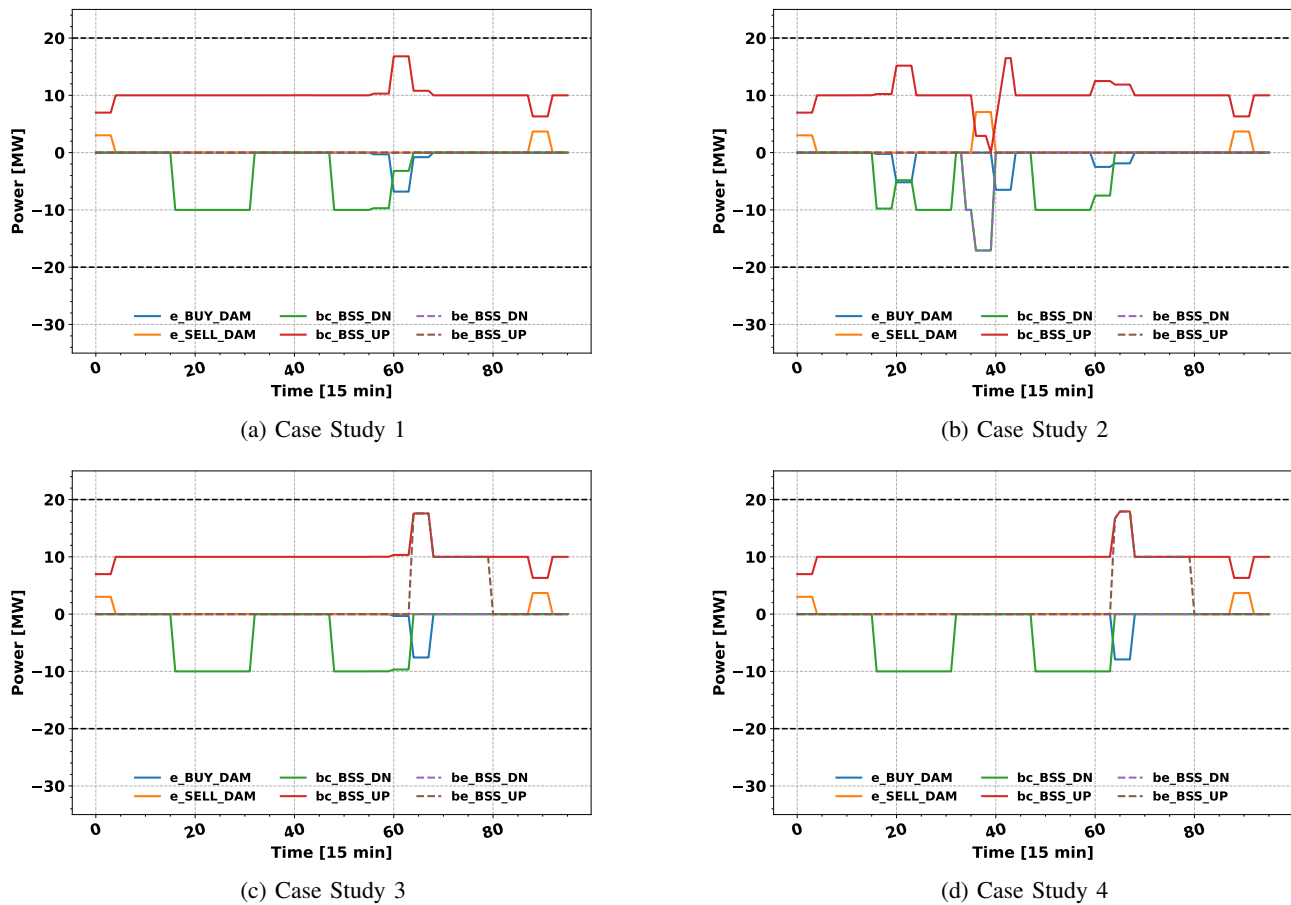 20
10
0
−10
−20
−30
Power [MW]
e_BUY_DAM bc_BSS_DN be_BSS_DN
e_SELL_DAM bc_BSS_UP be_BSS_UP
0 20 40 60 80
Time [15 min]
(a) Case Study 1
20
10
0
−10
−20
−30
Power [MW]
e_BUY_DAM bc_BSS_DN be_BSS_DN
e_SELL_DAM bc_BSS_UP be_BSS_UP
0 20 40 60 80
Time [15 min]
(b) Case Study 2
20
10
0
−10
−20
−30
Power [MW]
e_BUY_DAM bc_BSS_DN be_BSS_DN
e_SELL_DAM bc_BSS_UP be_BSS_UP
0 20 40 60 80
Time [15 min]
(c) Case Study 3
20
10
0
−10
−20
−30
Power [MW]
e_BUY_DAM bc_BSS_DN be_BSS_DN
e_SELL_DAM bc_BSS_UP be_BSS_UP
0 20 40 60 80
Time [15 min]
(d) Case Study 4